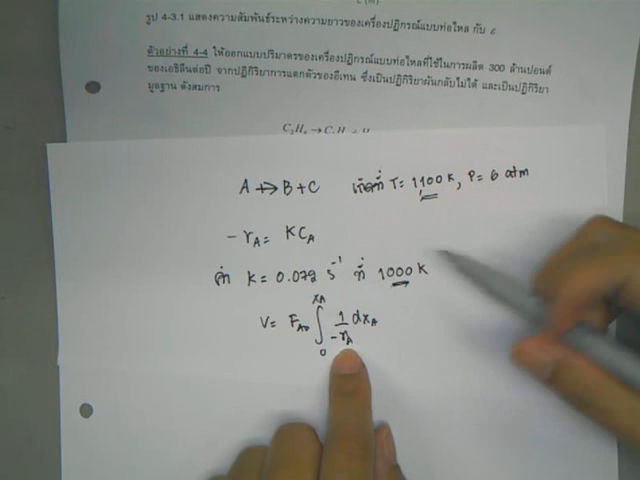 รูป 4-3.1 แสดงความสัมพันธ์ระหว่างความยาวของเครื่องปฏิกรณ์แบบท่อไหล กับ ε
ตัวอย่างที่ 4-4 ให้ออกแบบปริมาตรของเครื่องปฏิกรณ์แบบท่อไหลที่ใช้ในการผลิต 300 ล้านปอนด์
ของเอธิลีนต่อปี จากปฏิกิริยาการแตกตัวของอีเทน ซึ่งเป็นปฏิกิริยาผันกลับไม่ได้ และเป็นปฏิกิริยา
มูลฐาน ดังสมการ
C₂H₆ → C
A → B + C เกิดที่ T = 1100 K, P = 6 atm
-r_A = KC_A
ค่า K = 0.072 s⁻¹ ที่ 1000 K
V = F_A₀ ∫₀^X_A 1/-r_A dX_A